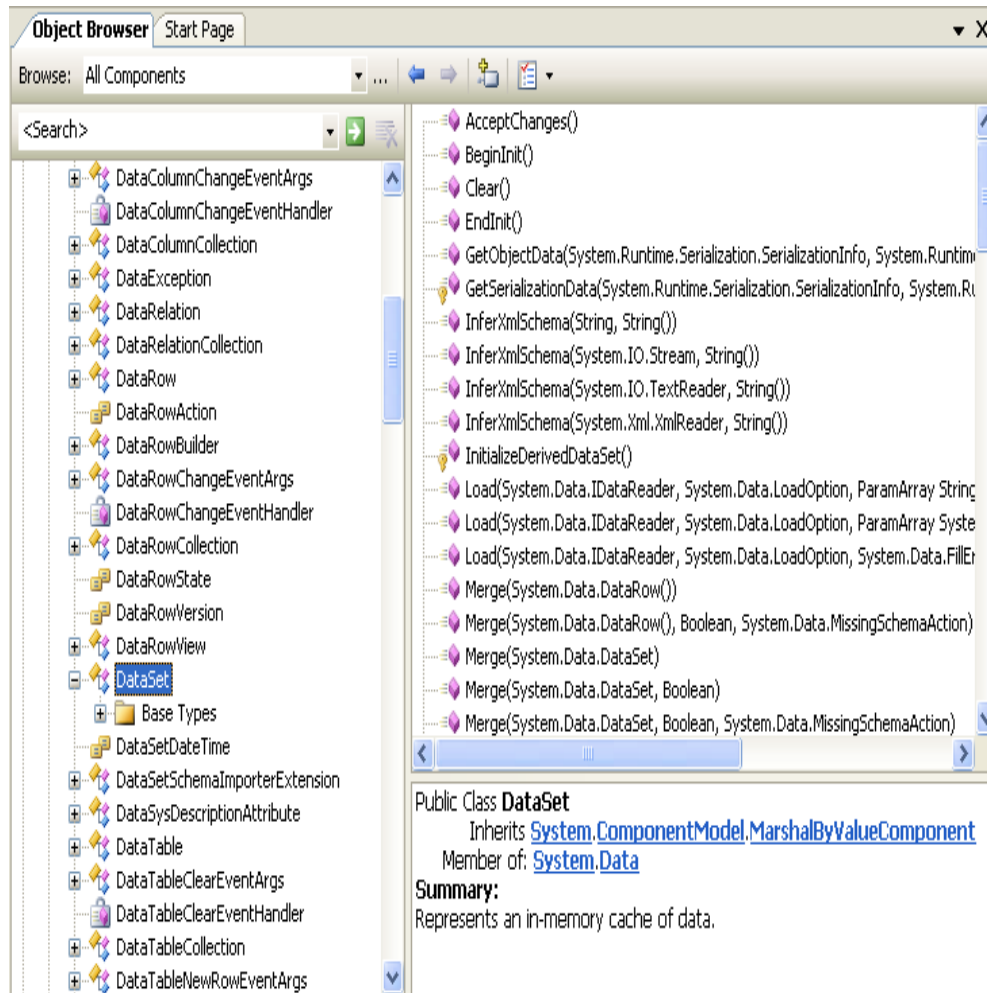 Object Browser Start Page
Browse: All Components
<Search>
DataColumnChangeEventArgs
DataColumnChangeEventHandler
DataColumnCollection
DataException
DataRelation
DataRelationCollection
DataRow
DataRowAction
DataRowBuilder
DataRowChangeEventArgs
DataRowChangeEventHandler
DataRowCollection
DataRowState
DataRowVersion
DataRowView
DataSet
Base Types
DataSetDateTime
DataSetSchemaImporterExtension
DataSysDescriptionAttribute
DataTable
DataTableClearEventArgs
DataTableClearEventHandler
DataTableCollection
DataTableNewRowEventArgs
AcceptChanges()
BeginInit()
Clear()
EndInit()
GetObjectData(System.Runtime.Serialization.SerializationInfo, System.Runtim
GetSerializationData(System.Runtime.Serialization.SerializationInfo, System.Ru
InferXmlSchema(String, String())
InferXmlSchema(System.IO.Stream, String())
InferXmlSchema(System.IO.TextReader, String())
InferXmlSchema(System.Xml.XmlReader, String())
InitializeDerivedDataSet()
Load(System.Data.IDataReader, System.Data.LoadOption, ParamArray String
Load(System.Data.IDataReader, System.Data.LoadOption, ParamArray Syste
Load(System.Data.IDataReader, System.Data.LoadOption, System.Data.FillEr
Merge(System.Data.DataRow())
Merge(System.Data.DataRow(), Boolean, System.Data.MissingSchemaAction)
Merge(System.Data.DataSet)
Merge(System.Data.DataSet, Boolean)
Merge(System.Data.DataSet, Boolean, System.Data.MissingSchemaAction)
Public Class DataSet
Inherits System.ComponentModel.MarshalByValueComponent
Member of: System.Data
Summary:
Represents an in-memory cache of data.